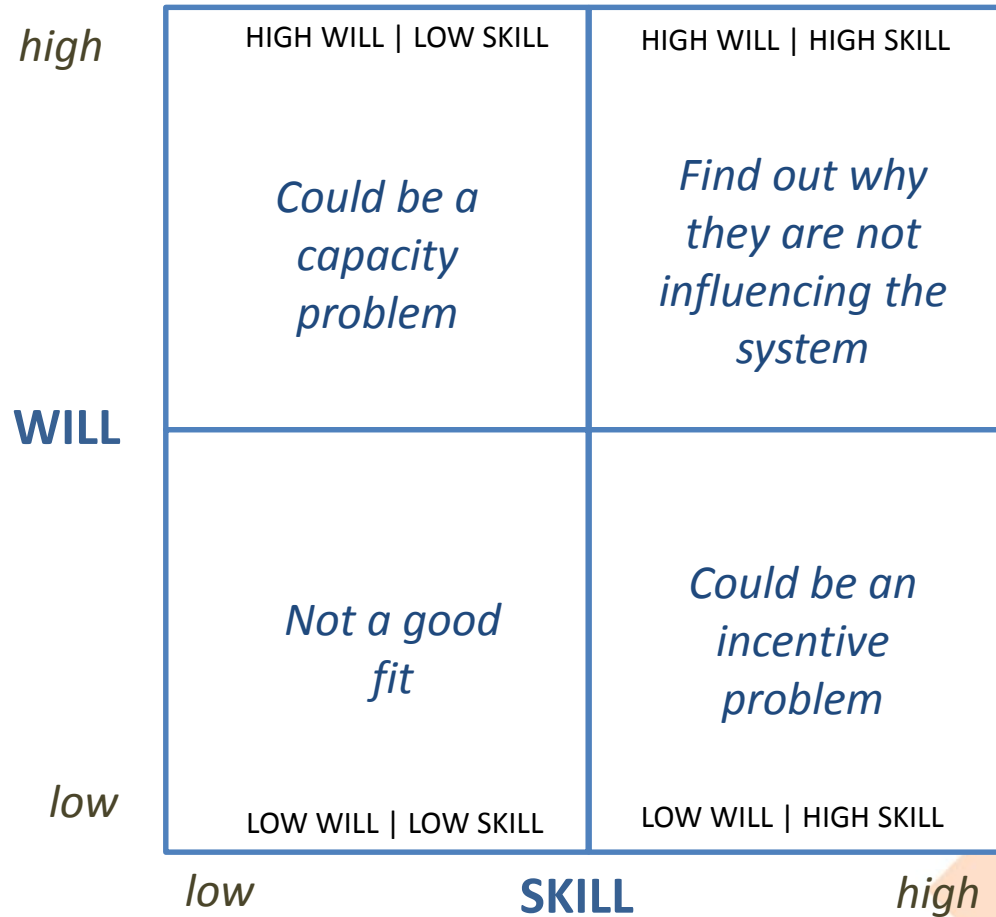 high
HIGH WILL | LOW SKILL
HIGH WILL | HIGH SKILL
Could be a
capacity
problem
Find out why
they are not
influencing the
system
WILL
Not a good
fit
Could be an
incentive
problem
low
LOW WILL | LOW SKILL
LOW WILL | HIGH SKILL
low
SKILL
high